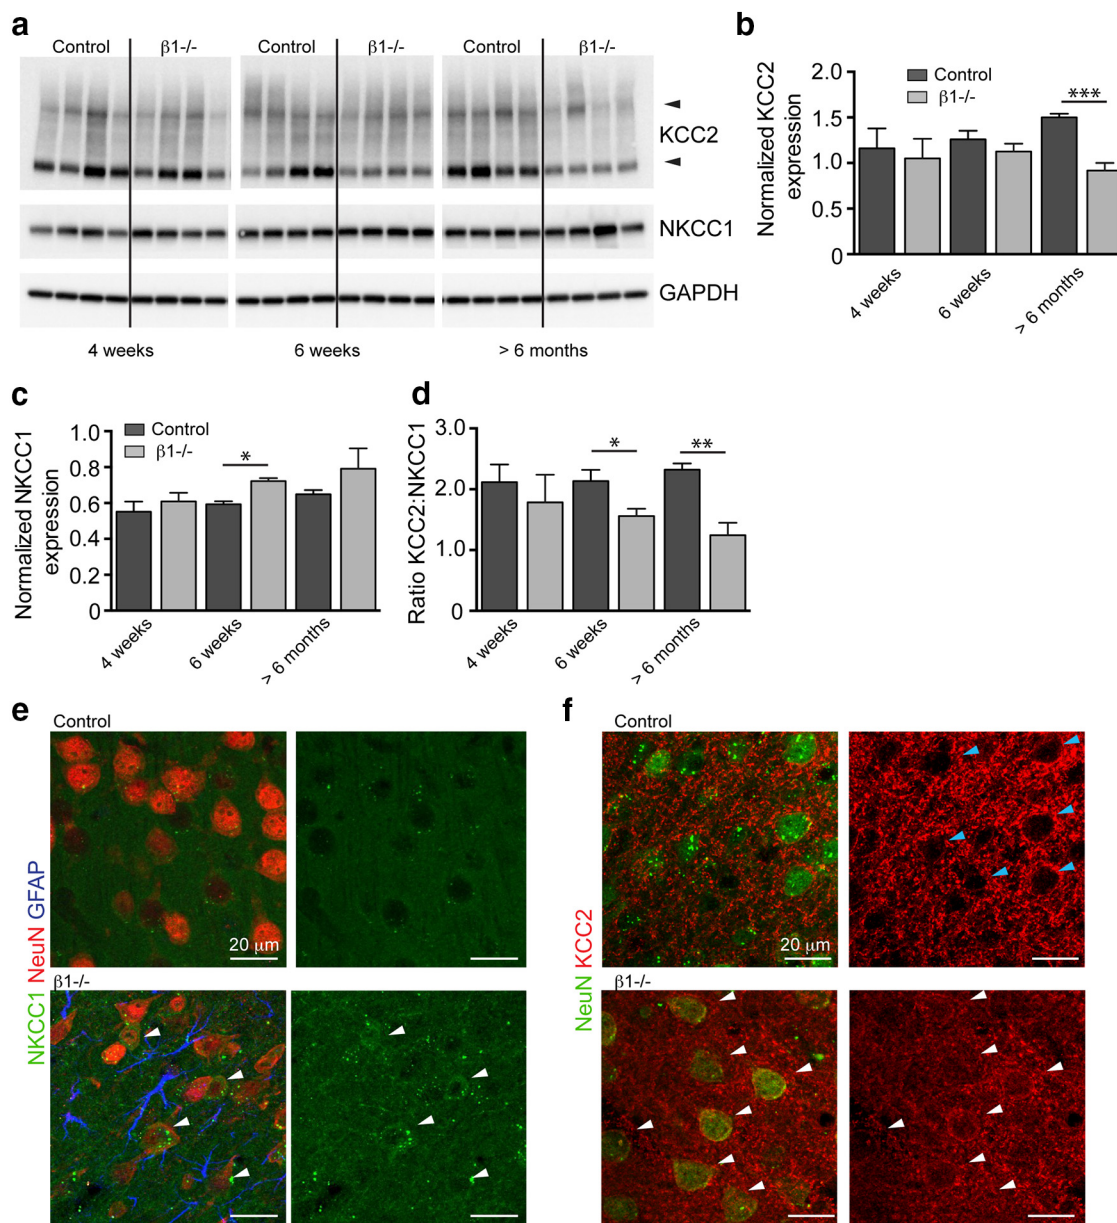 a
Control β1-/- Control β1-/- Control β1-/-
KCC2
NKCC1
GAPDH
4 weeks 6 weeks > 6 months
b
Normalized KCC2
expression
2.0
1.5
1.0
0.5
0
Control
β1-/-
***
4 weeks
6 weeks
> 6 months
c
Normalized NKCC1
expression
1.0
0.8
0.6
0.4
0.2
0
Control
β1-/-
*
4 weeks
6 weeks
> 6 months
d
Ratio KCC2:NKCC1
3.0
2.0
1.0
0
*
**
4 weeks
6 weeks
> 6 months
e
Control
NKCC1 NeuN GFAP
20 μm
β1-/-
f
Control
NeuN KCC2
20 μm
β1-/-